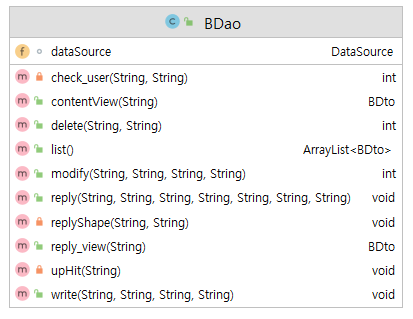 C BDao
f dataSource DataSource
m check_user(String, String) int
m contentView(String) BDto
m delete(String, String) int
m list() ArrayList<BDto>
m modify(String, String, String, String) int
m reply(String, String, String, String, String, String, String) void
m replyShape(String, String) void
m reply_view(String) BDto
m upHit(String) void
m write(String, String, String, String) void